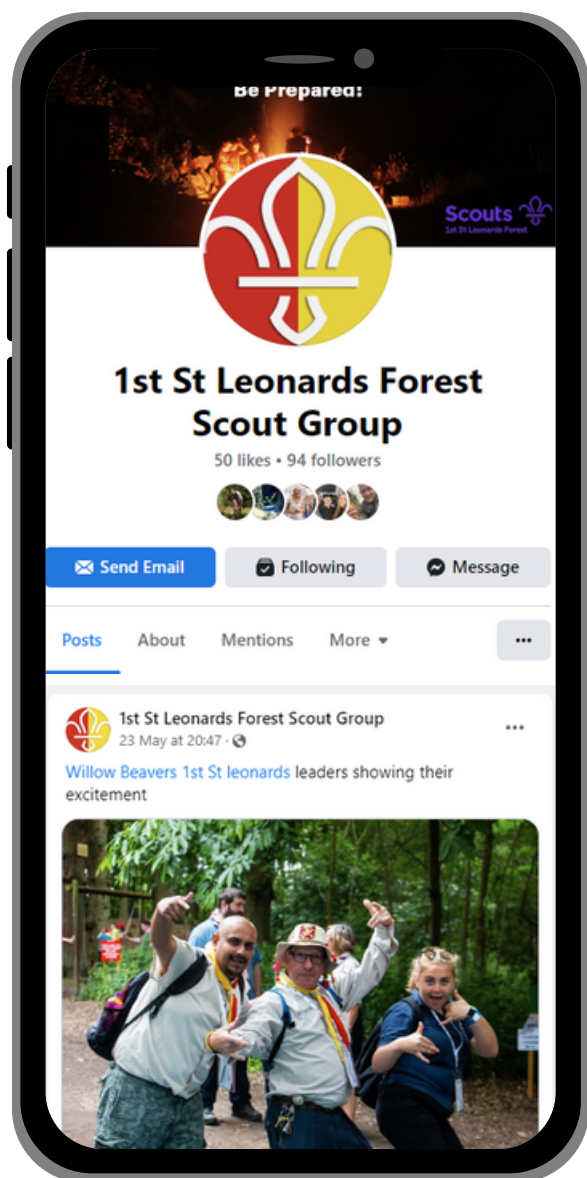 Be Prepared!
Scouts
1st St Leonards Forest
1st St Leonards Forest
Scout Group
50 likes • 94 followers
Send Email
Following
Message
Posts
About
Mentions
More
1st St Leonards Forest Scout Group
23 May at 20:47 ·
Willow Beavers 1st St leonards leaders showing their
excitement